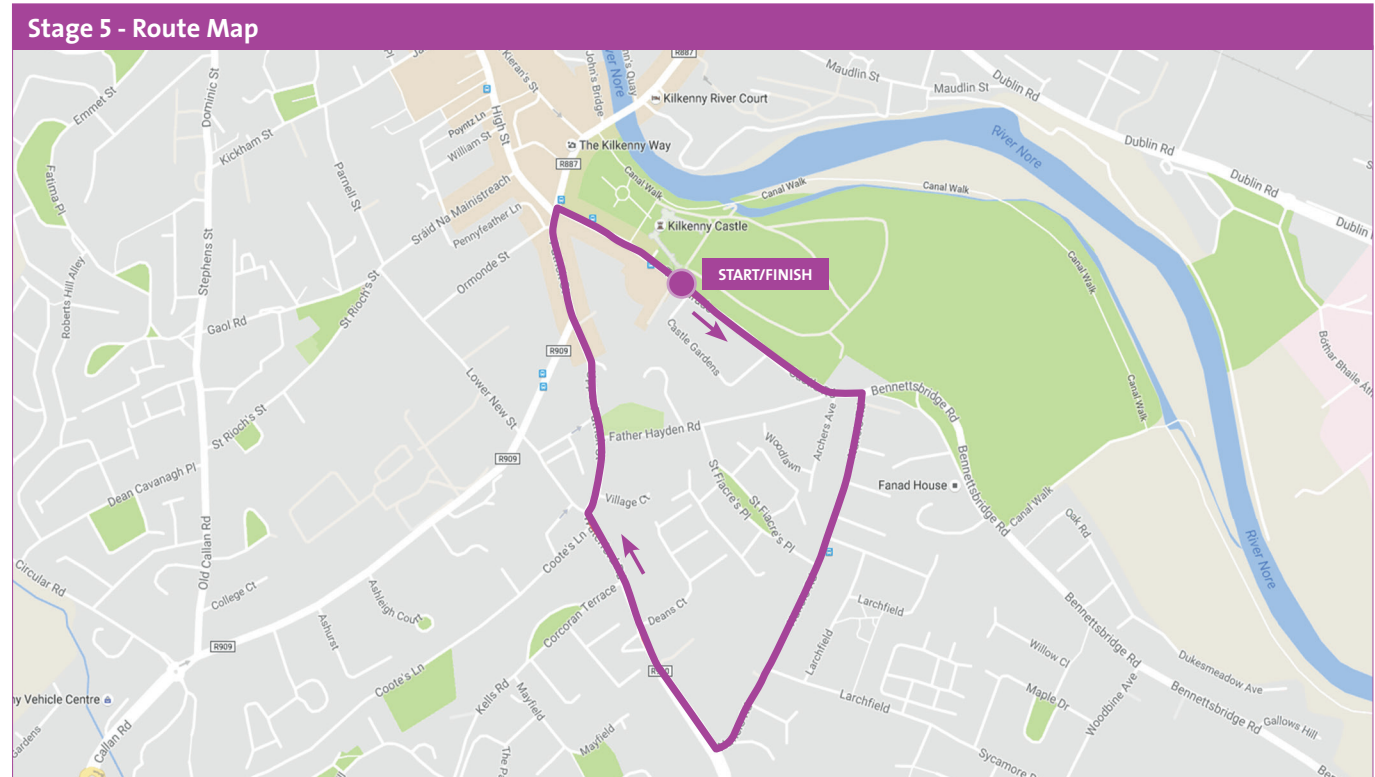 Stage 5 - Route Map
Emmet St
Dominic St
Kieran's St
John's Bridge
River Nore
R887
Maudlin St
Maudlin St
Dublin Rd
Kilkenny River Court
High St
Poyntz Ln
William St
The Kilkenny Way
R887
River Nore
Dublin Rd
Dublin Rd
Dublin
Kickham St
Parnell St
Fatima Pl
Canal Walk
Canal Walk
Canal Walk
Sráid Na Mainistreach
Pennyfeather Ln
Kilkenny Castle
Stephens St
Ormonde St
Canal Walk
Roberts Hill Alley
St Rioch's St
START/FINISH
Gaol Rd
Castle Gardens
R909
Bothar Bhaile
Lower New St
Bennettsbridge Rd
Canal Walk
St Rioch's St
Father Hayden Rd
Woodlawn
Archers Ave
R909
Dean Cavanagh Pl
St Fiacre's Pl
St Fiacre's Pl
Village Ct
Fanad House
Bennettsbridge Rd
Canal Walk
Oak Rd
Coote's Ln
Old Callan Rd
River Nore
Circular Rd
College Ct
Ashleigh Court
Corcoran Terrace
Deans Ct
Larchfield
Bennettsbridge Rd
Ashurst
R909
Larchfield
Willow Cl
Dukesmeadow Ave
Coote's Ln
Kells Rd
Mayfield
Larchfield
Maple Dr
Woodbine Ave
Bennettsbridge Rd
Gallows Hill
Vehicle Centre
Callan Rd
Gardens
Mayfield
Sycamore